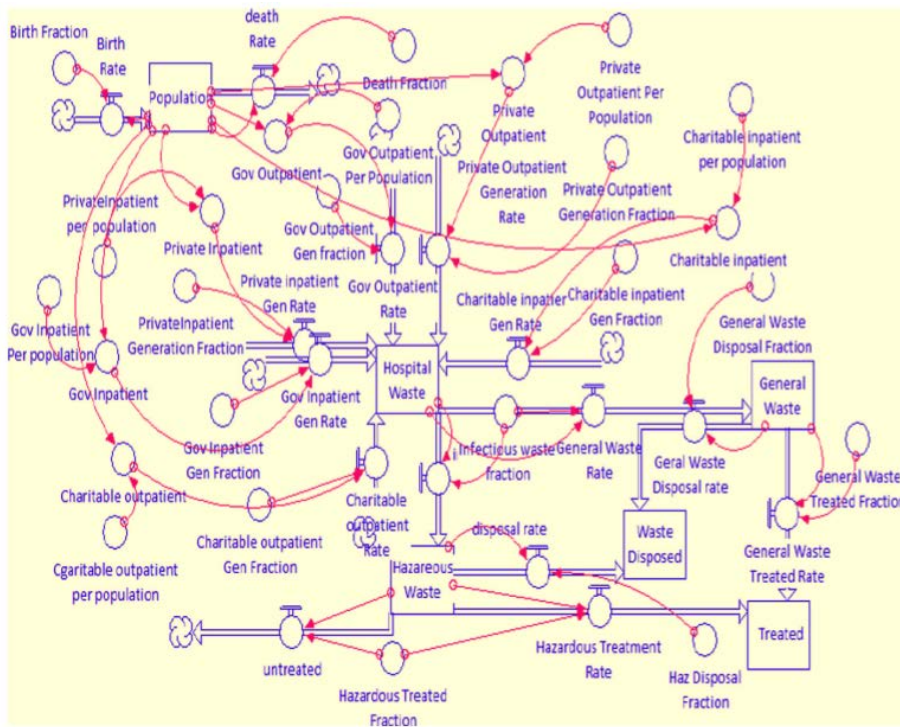 Birth Fraction
Birth
Rate
death
Rate
Population
Death Fraction
Private
Outpatient
Private
Outpatient Per
Population
Gov Outpatient
Gov Outpatient
Per Population
Charitable inpatient
per population
Private Outpatient
Generation
Rate
Private Outpatient
Generation Fraction
PrivateInpatient
per population
Private Inpatient
Gov Outpatient
Gen fraction
Gov Outpatient
Rate
Charitable inpatient
Private inpatient
Gen Rate
PrivateInpatient
Generation Fraction
Charitable inpatier
Gen Rate
Charitable inpatient
Gen Fraction
General Waste
Disposal Fraction
Gov Inpatient
Per population
Gov Inpatient
Hospital
Waste
General
Waste
Gov Inpatient
Gen Rate
Gov Inpatient
Gen Fraction
Infectious waste
fraction
General Waste
Rate
Geral Waste
Disposal rate
General Waste
Treated Fraction
Charitable outpatient
Charitable
outpatient
Rate
Charitable outpatient
Gen Fraction
Cgaritable outpatient
per population
disposal rate
Waste
Disposed
General Waste
Treated Rate
Hazareous
Waste
untreated
Hazardous Treated
Fraction
Hazardous Treatment
Rate
Haz Disposal
Fraction
Treated